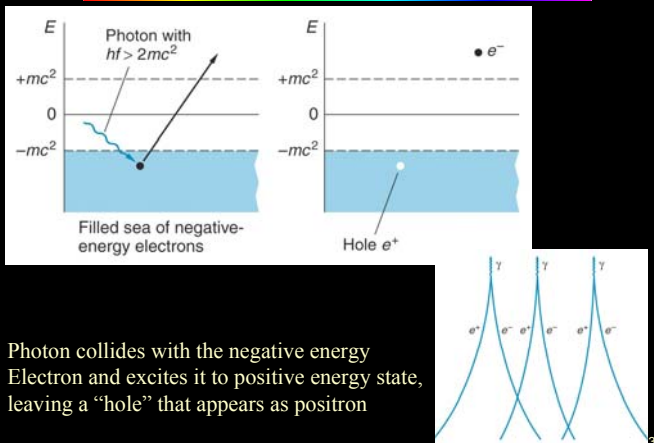 E
Photon with
hf > 2mc²
+mc²
0
−mc²
Filled sea of negative-
energy electrons
E
+mc²
0
−mc²
e⁻
Hole e⁺
γ γ γ
e⁺ e⁻ e⁺ e⁻ e⁺ e⁻
Photon collides with the negative energy
Electron and excites it to positive energy state,
leaving a “hole” that appears as positron